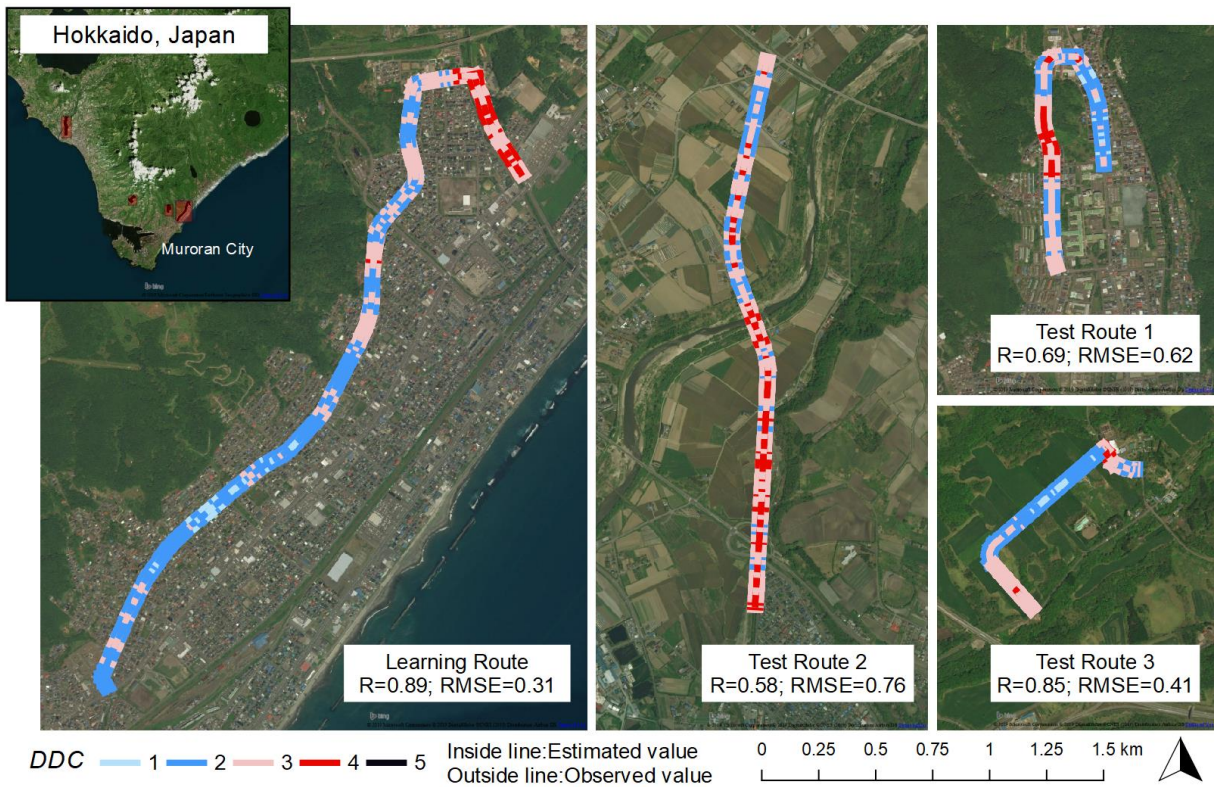 Hokkaido, Japan
Muroran City
Learning Route
R=0.89; RMSE=0.31
Test Route 2
R=0.58; RMSE=0.76
Test Route 1
R=0.69; RMSE=0.62
Test Route 3
R=0.85; RMSE=0.41
DDC 1 2 3 4 5
Inside line:Estimated value
Outside line:Observed value
0 0.25 0.5 0.75 1 1.25 1.5 km